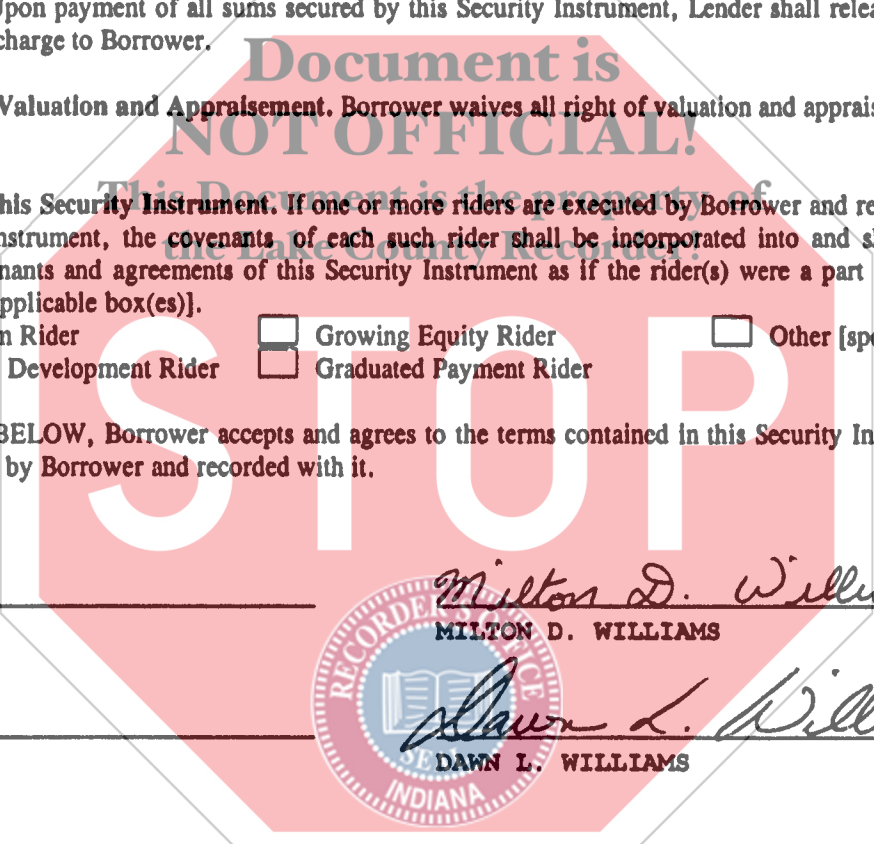 Upon payment of all sums secured by this Security Instrument, Lender shall relea
charge to Borrower.
Document is
Valuation and Appraisement. Borrower waives all right of valuation and appraise
NOT OFFICIAL!
This Document is the property of
his Security Instrument. If one or more riders are executed by Borrower and re
nstrument, the covenants of each such rider shall be incorporated into and s
the Lake County Recorder!
nants and agreements of this Security Instrument as if the rider(s) were a part
pplicable box(es)].
n Rider Growing Equity Rider Other [spe
Development Rider Graduated Payment Rider
STOP
BELOW, Borrower accepts and agrees to the terms contained in this Security In
by Borrower and recorded with it.
Milton D. Willi
MILTON D. WILLIAMS
RECORDER'S OFFICE
Dawn L. Will
SEAL
DAWN L. WILLIAMS
INDIANA